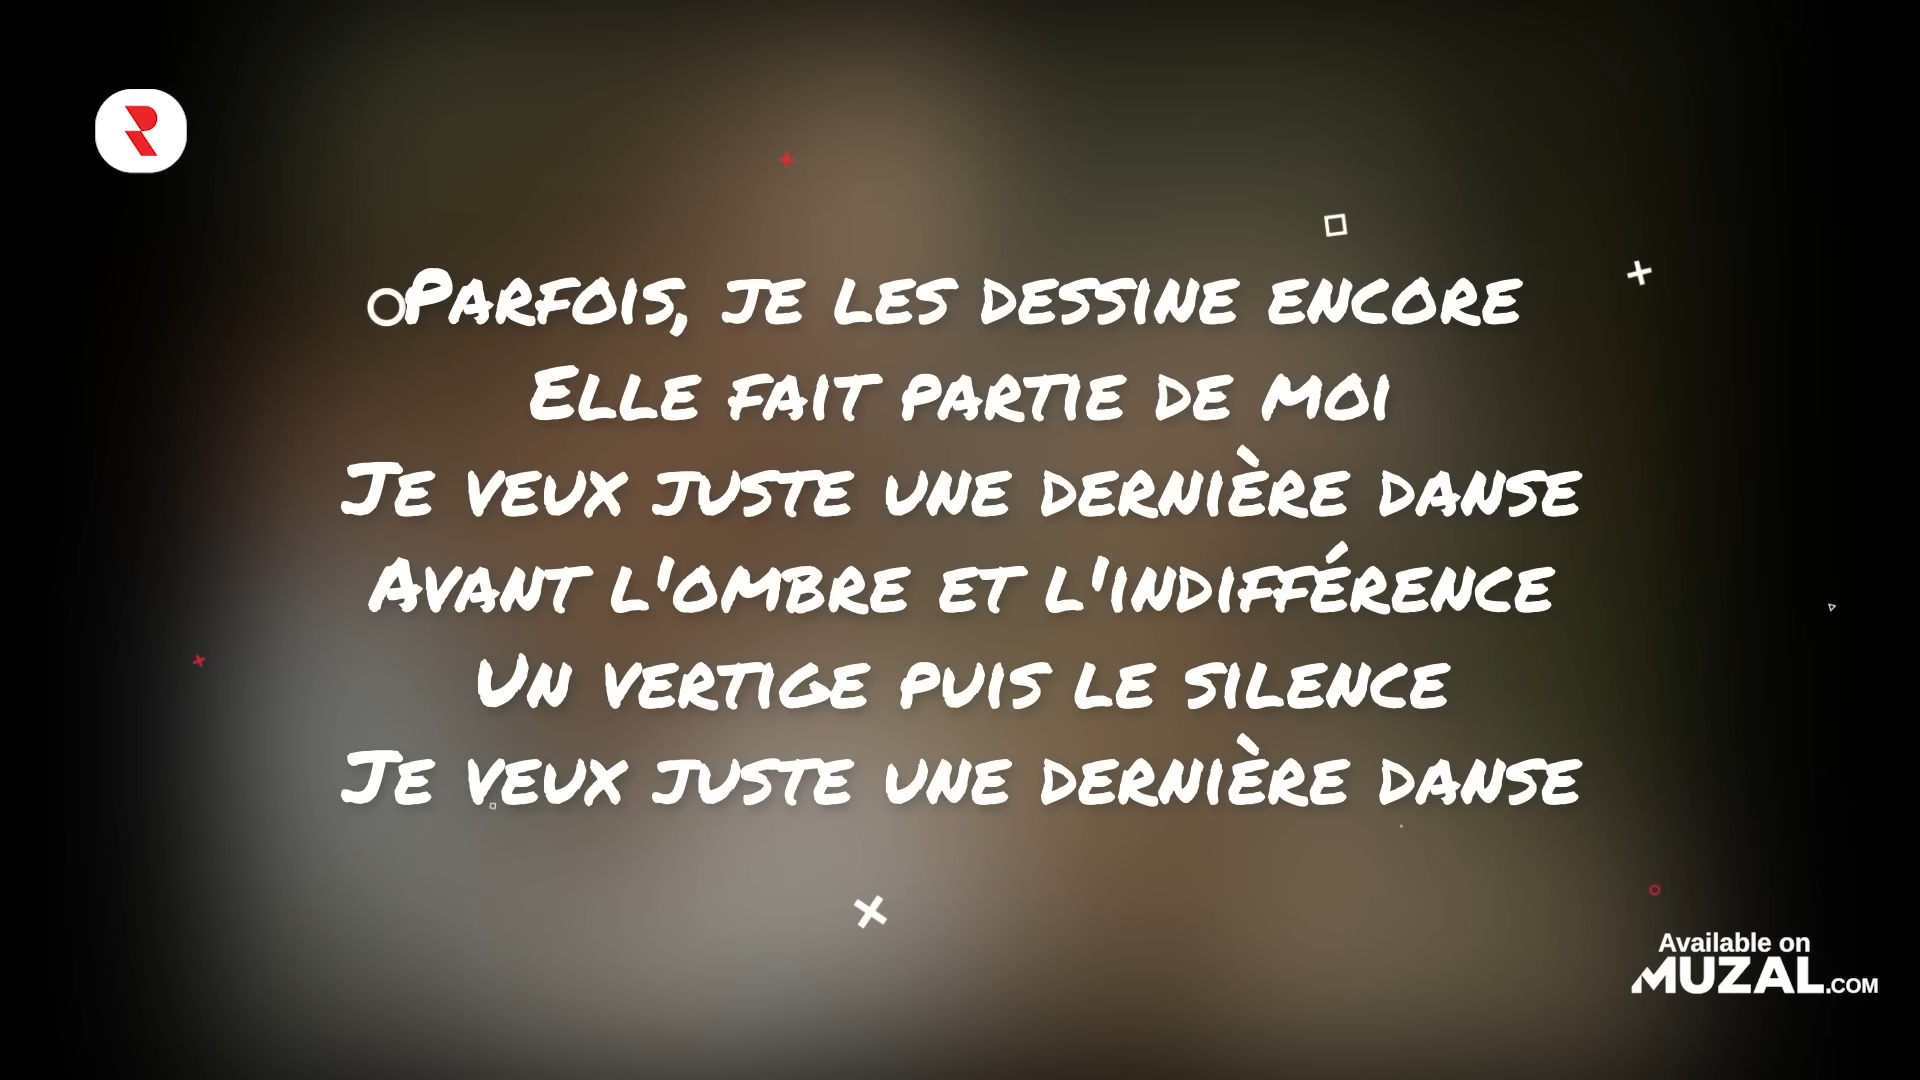 Parfois, je les dessine encore
Elle fait partie de moi
Je veux juste une dernière danse
Avant l'ombre et l'indifférence
Un vertige puis le silence
Je veux juste une dernière danse
Available on
MUZAL.COM